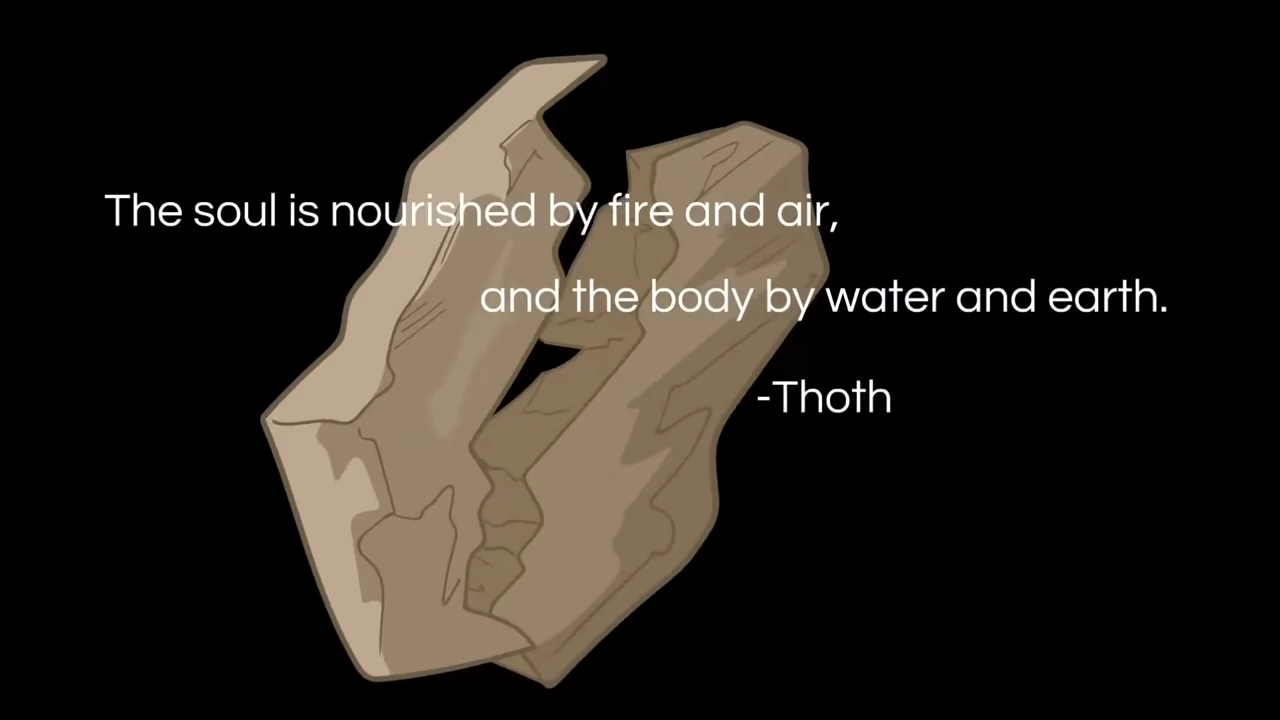 The soul is nourished by fire and air,
and the body by water and earth.
-Thoth